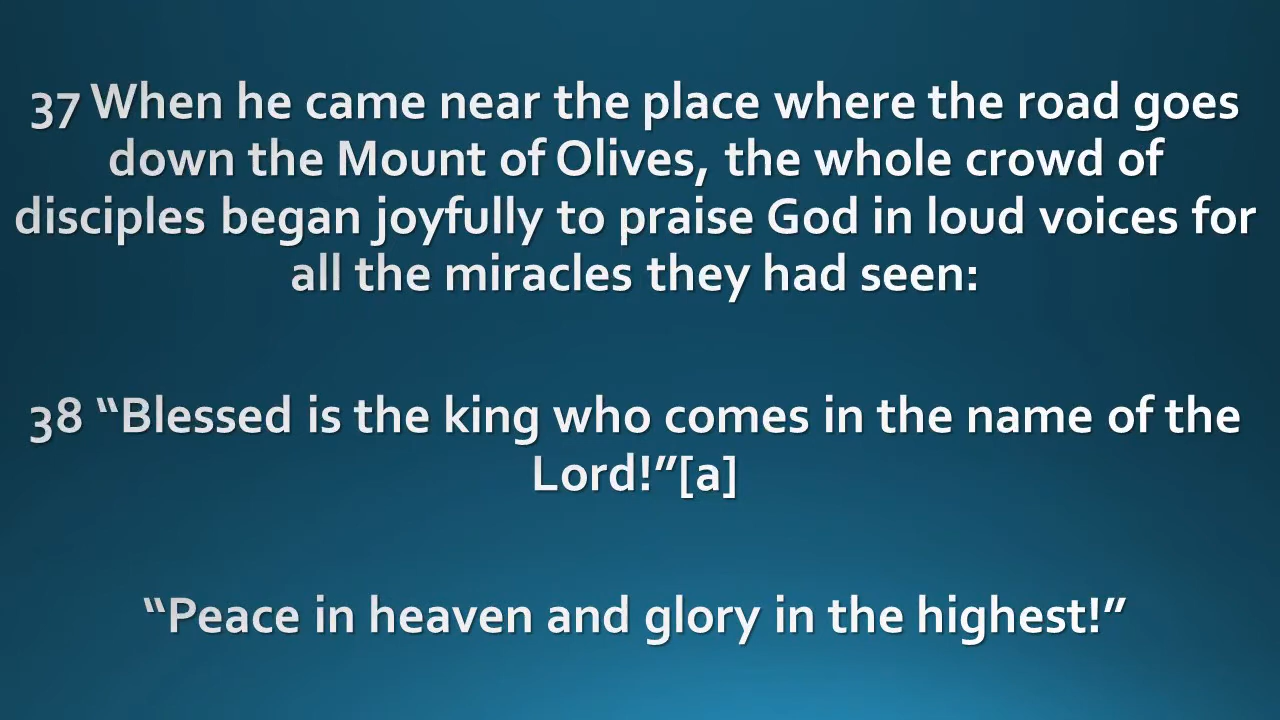 37 When he came near the place where the road goes
down the Mount of Olives, the whole crowd of
disciples began joyfully to praise God in loud voices for
all the miracles they had seen:
38 “Blessed is the king who comes in the name of the
Lord!”[a]
“Peace in heaven and glory in the highest!”